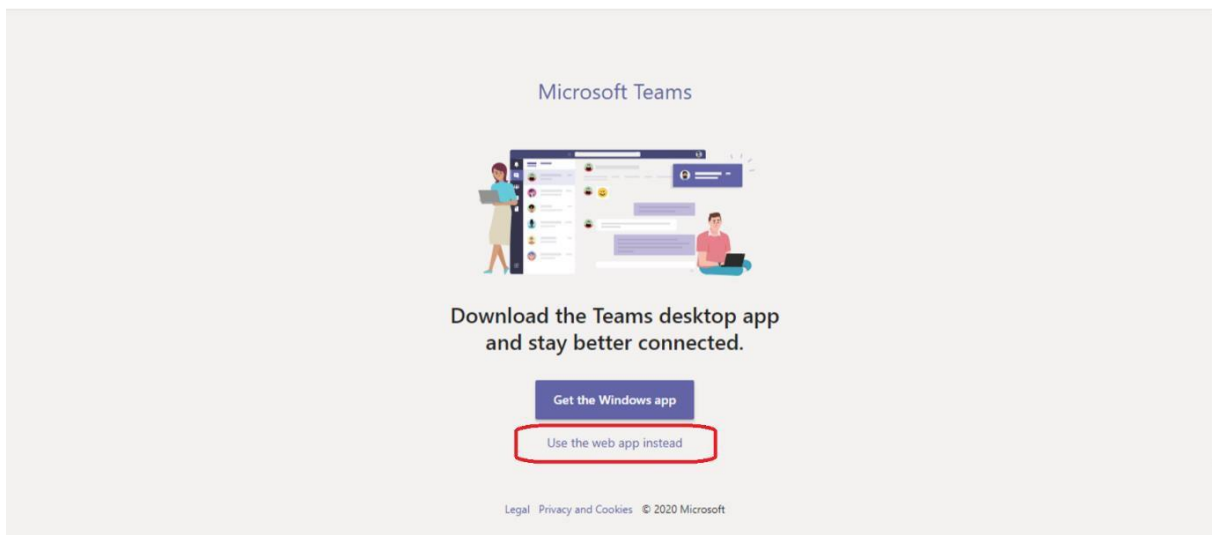 Microsoft Teams
Download the Teams desktop app
and stay better connected.
Get the Windows app
Use the web app instead
Legal Privacy and Cookies © 2020 Microsoft